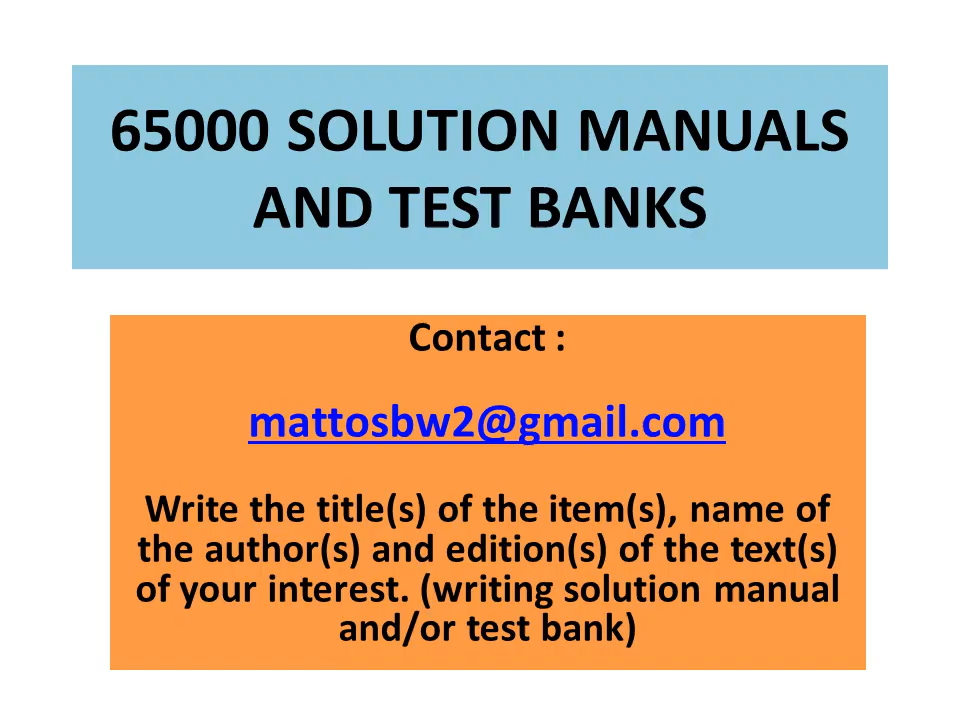 65000 SOLUTION MANUALS
AND TEST BANKS
Contact :
mattosbw2@gmail.com
Write the title(s) of the item(s), name of
the author(s) and edition(s) of the text(s)
of your interest. (writing solution manual
and/or test bank)